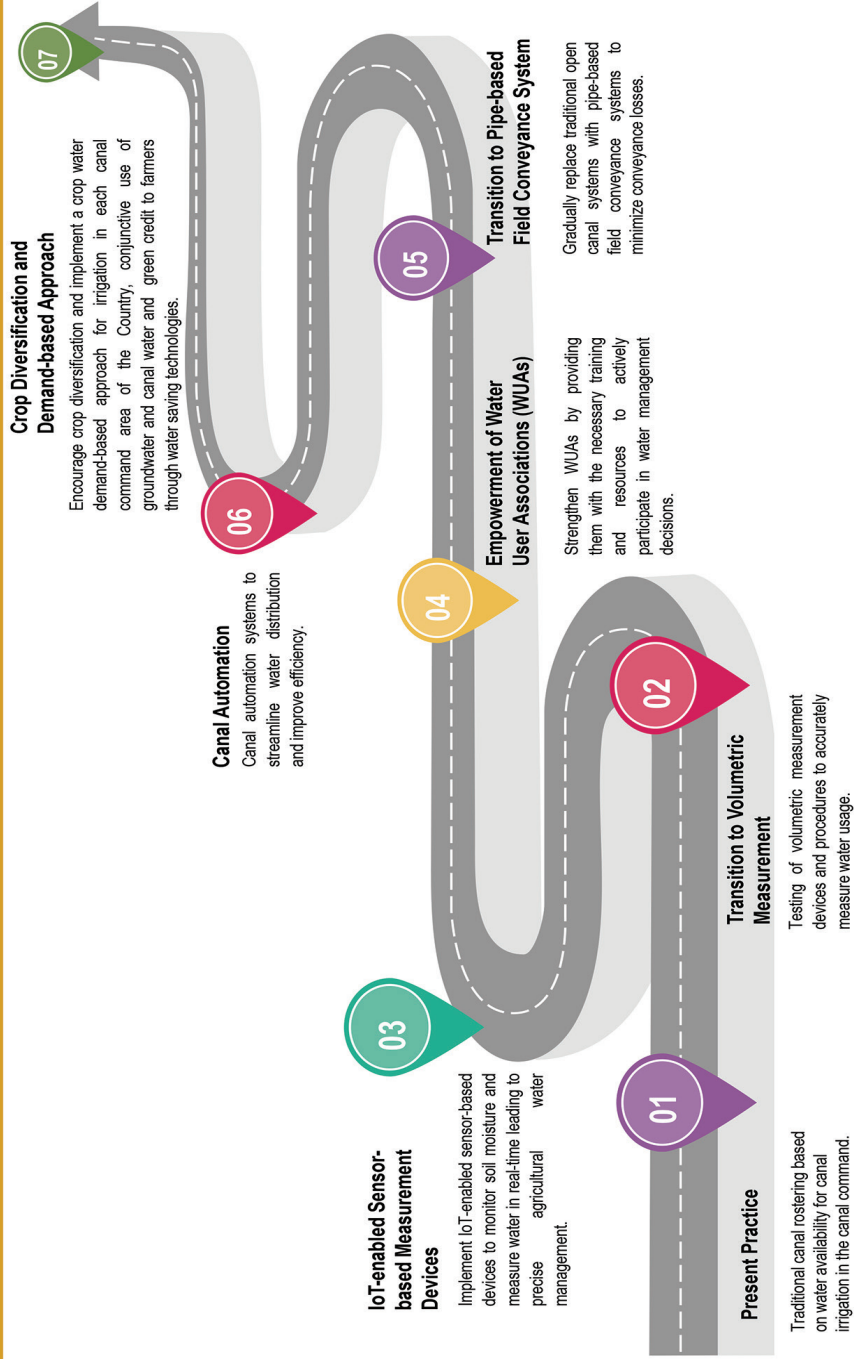 01
Present Practice
Traditional canal rostering based
on water availability for canal
irrigation in the canal command.
02
Transition to Volumetric
Measurement
Testing of volumetric measurement
devices and procedures to accurately
measure water usage.
03
IoT-enabled Sensor-
based Measurement
Devices
Implement IoT-enabled sensor-based
devices to monitor soil moisture and
measure water in real-time leading to
precise agricultural water
management.
04
Empowerment of Water
User Associations (WUAs)
Strengthen WUAs by providing
them with the necessary training
and resources to actively
participate in water management
decisions.
05
Transition to Pipe-based
Field Conveyance System
Gradually replace traditional open
canal systems with pipe-based
field conveyance systems to
minimize conveyance losses.
06
Canal Automation
Canal automation systems to
streamline water distribution
and improve efficiency.
07
Crop Diversification and
Demand-based Approach
Encourage crop diversification and implement a crop water
demand-based approach for irrigation in each canal
command area of the Country, conjunctive use of
groundwater and canal water and green credit to farmers
through water saving technologies.